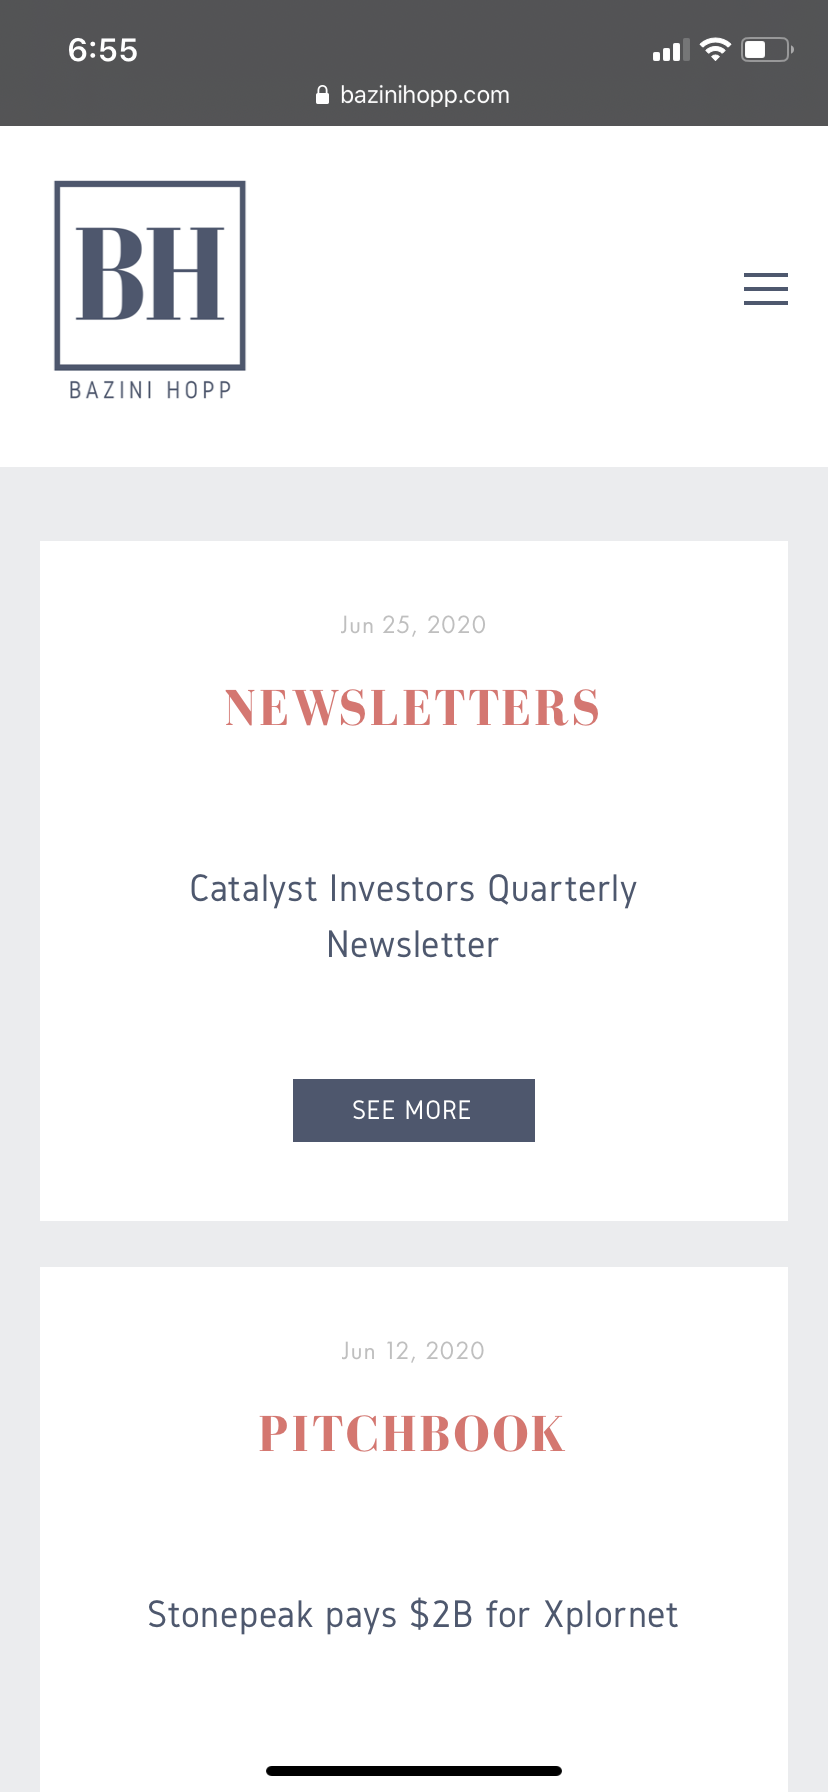 6:55
bazinihopp.com
BH
BAZINI HOPP
Jun 25, 2020
NEWSLETTERS
Catalyst Investors Quarterly
Newsletter
SEE MORE
Jun 12, 2020
PITCHBOOK
Stonepeak pays $2B for Xplornet